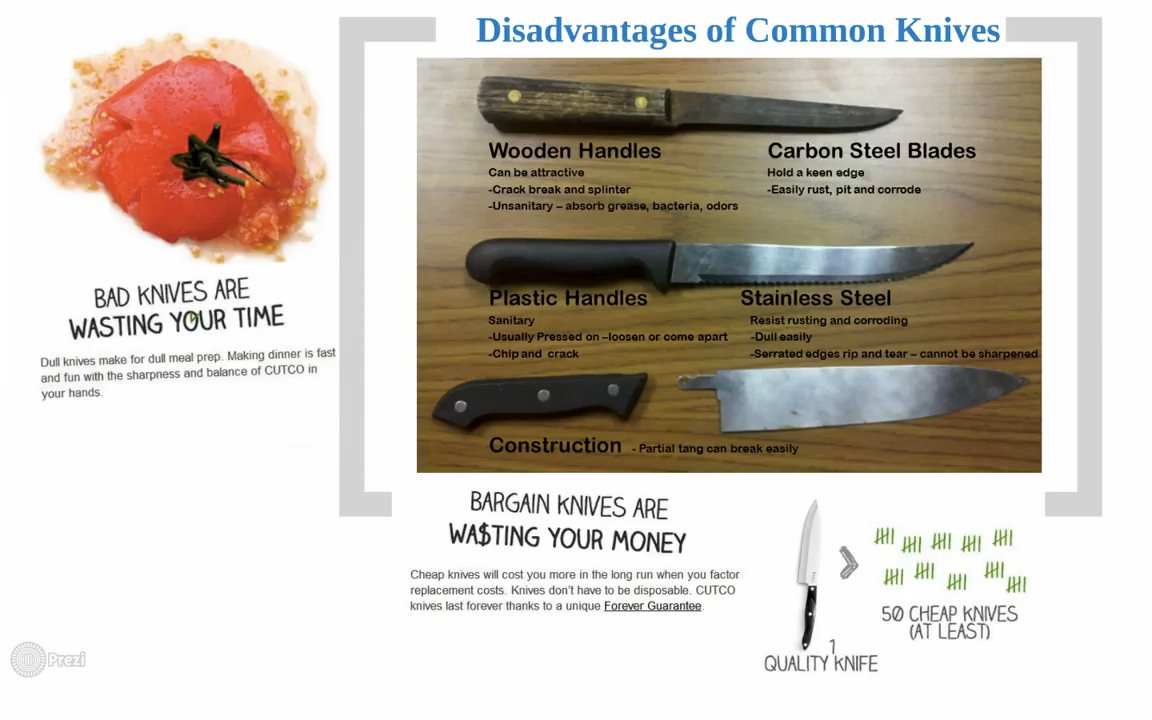 Disadvantages of Common Knives
Wooden Handles
Can be attractive
-Crack break and splinter
-Unsanitary – absorb grease, bacteria, odors
Carbon Steel Blades
Hold a keen edge
-Easily rust, pit and corrode
Plastic Handles
Sanitary
-Usually Pressed on –loosen or come apart
-Chip and crack
Stainless Steel
Resist rusting and corroding
-Dull easily
-Serrated edges rip and tear – cannot be sharpened
Construction - Partial tang can break easily
BAD KNIVES ARE
WASTING YOUR TIME
Dull knives make for dull meal prep. Making dinner is fast
and fun with the sharpness and balance of CUTCO in
your hands.
BARGAIN KNIVES ARE
WA$TING YOUR MONEY
Cheap knives will cost you more in the long run when you factor
replacement costs. Knives don't have to be disposable. CUTCO
knives last forever thanks to a unique Forever Guarantee.
1
QUALITY KNIFE
50 CHEAP KNIVES
(AT LEAST)
Prezi